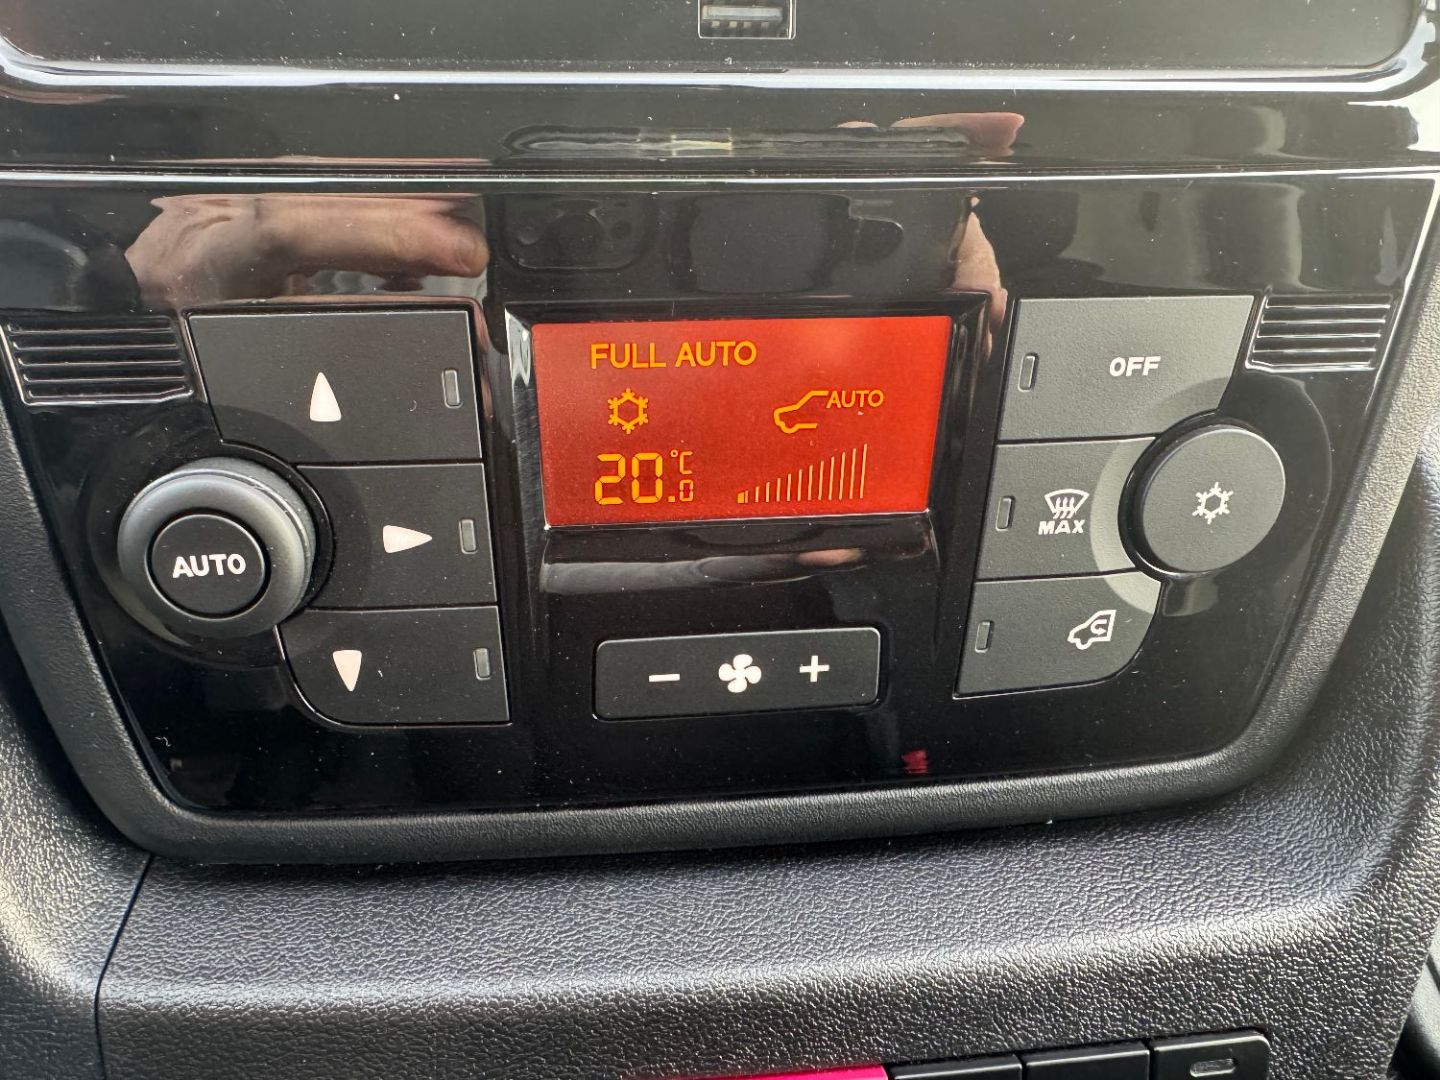 FULL AUTO
AUTO
20.0 °C
OFF
MAX
AUTO
- +